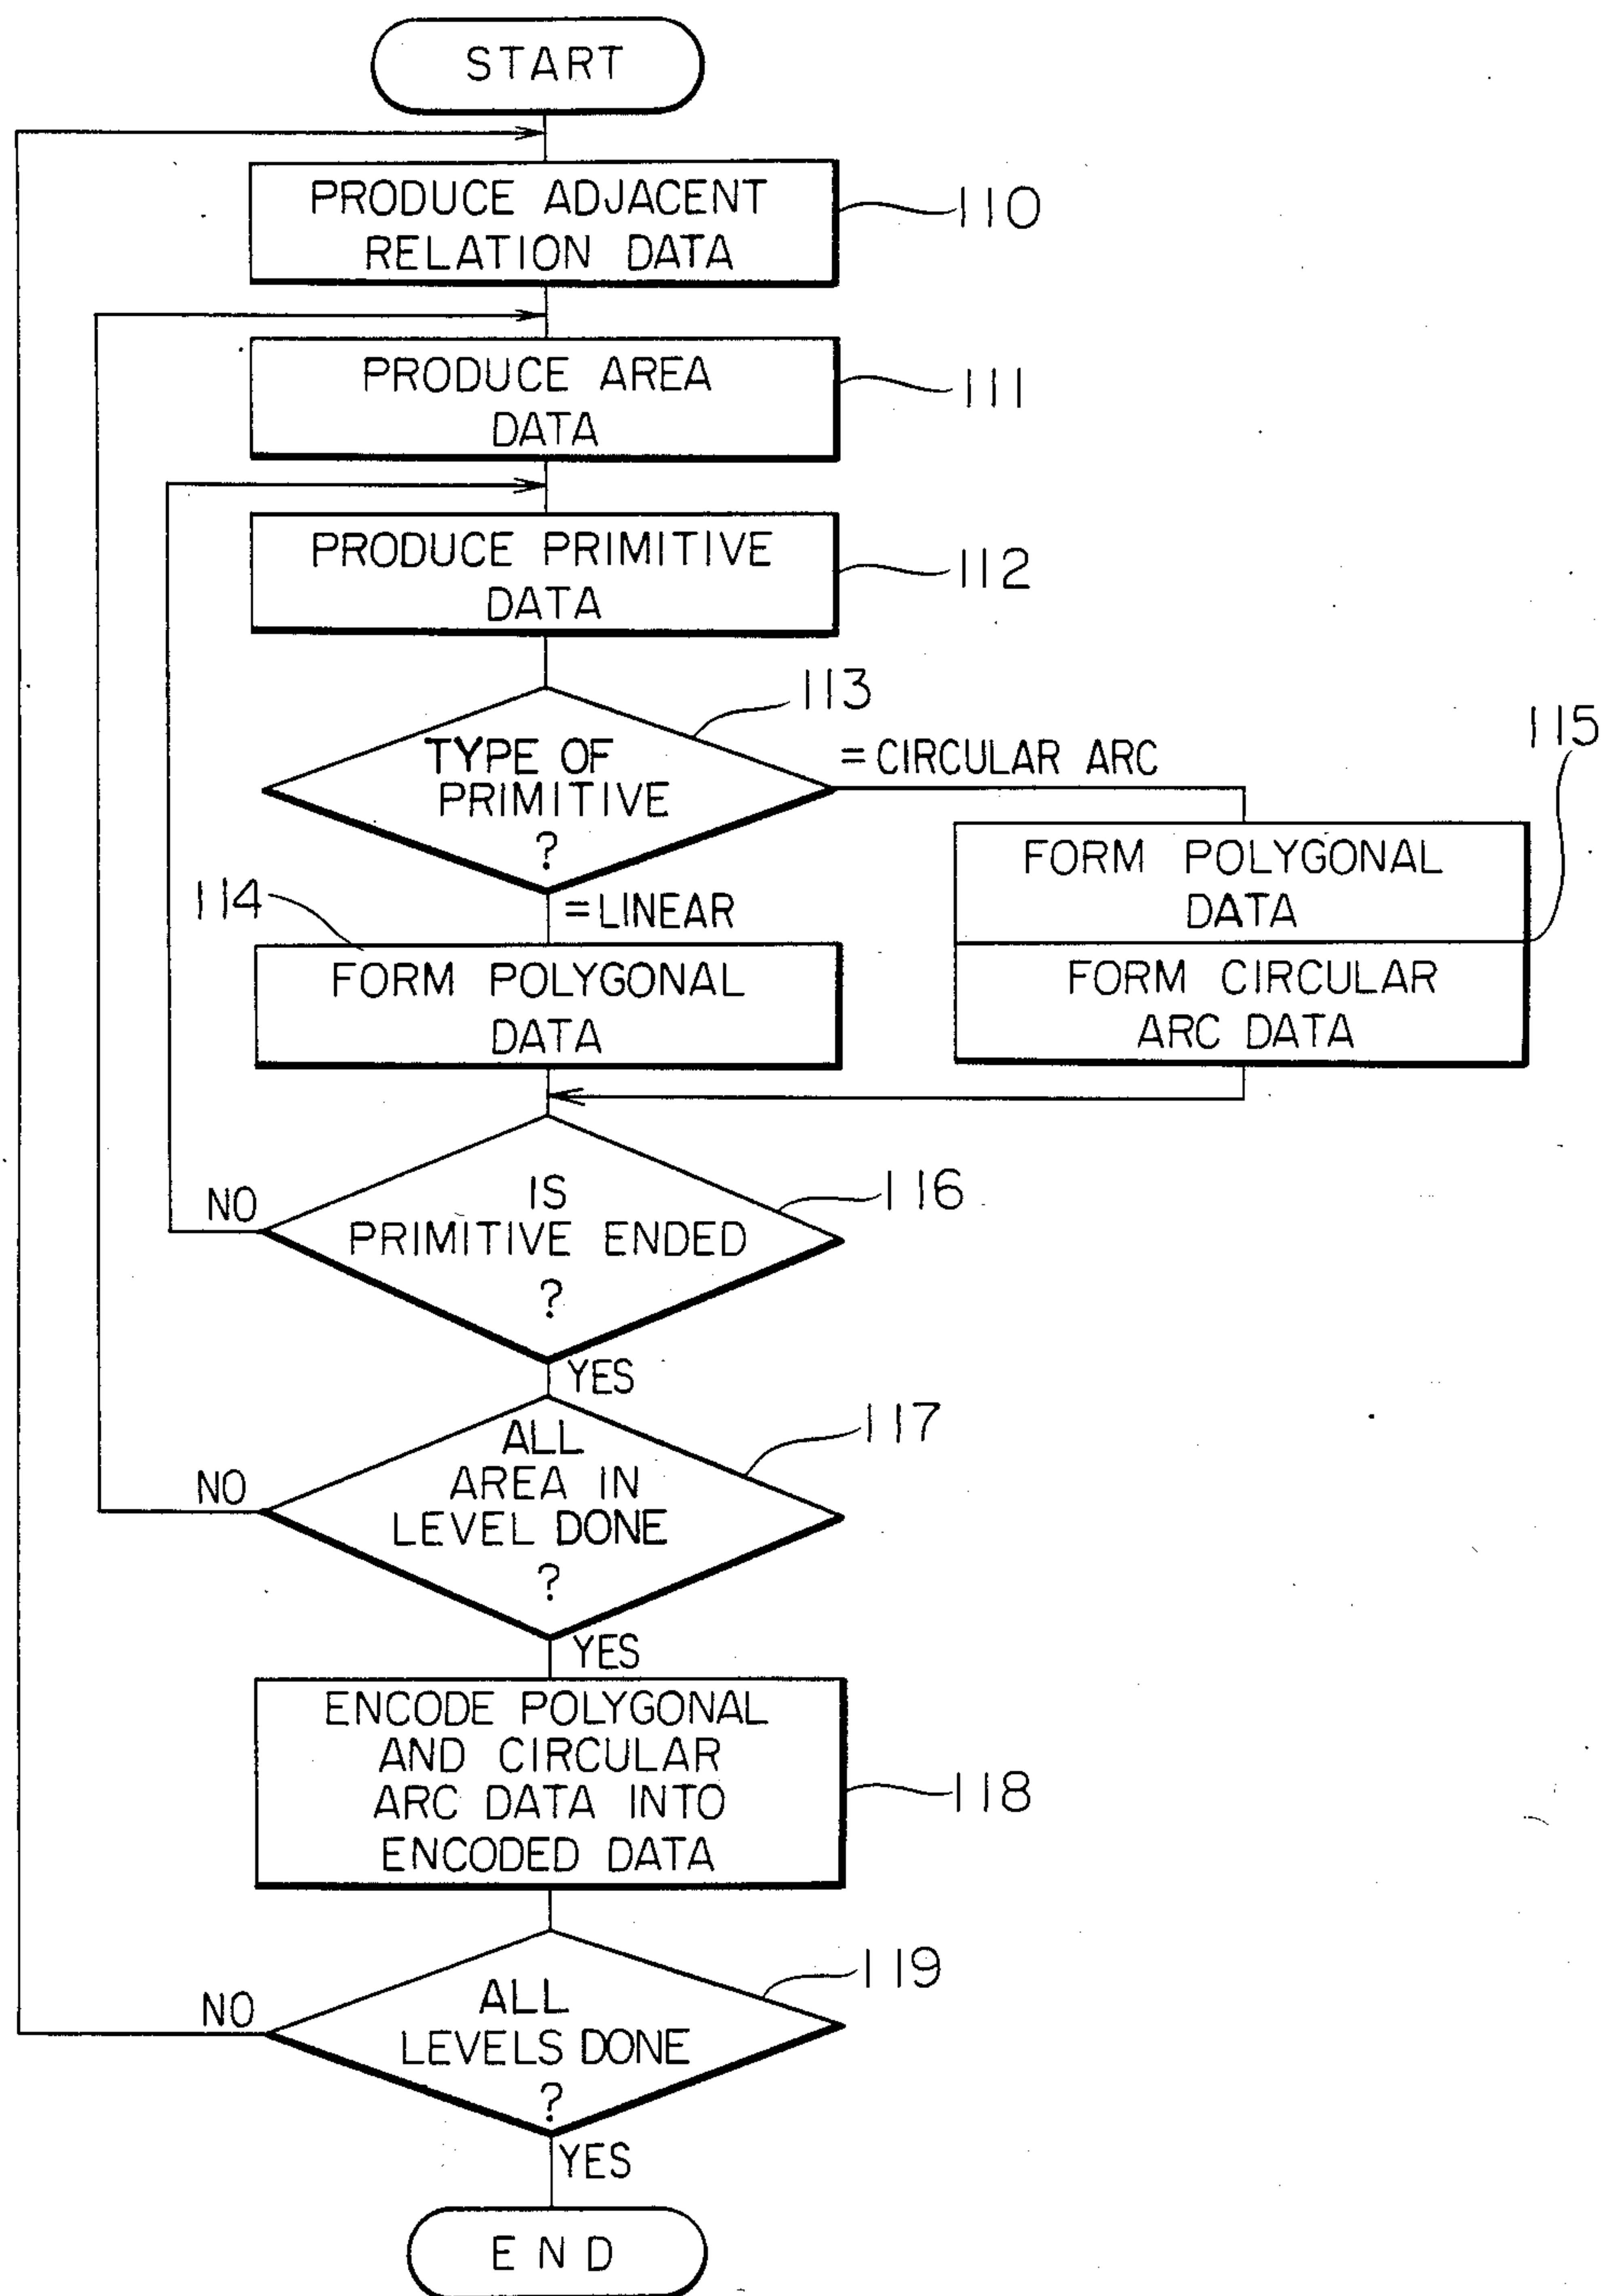 START
PRODUCE ADJACENT
RELATION DATA
110
PRODUCE AREA
DATA
111
PRODUCE PRIMITIVE
DATA
112
113
TYPE OF
PRIMITIVE
?
= CIRCULAR ARC
115
FORM POLYGONAL
DATA
FORM CIRCULAR
ARC DATA
= LINEAR
114
FORM POLYGONAL
DATA
116
IS
PRIMITIVE ENDED
?
NO
YES
117
ALL
AREA IN
LEVEL DONE
?
NO
YES
ENCODE POLYGONAL
AND CIRCULAR
ARC DATA INTO
ENCODED DATA
118
119
ALL
LEVELS DONE
?
NO
YES
END